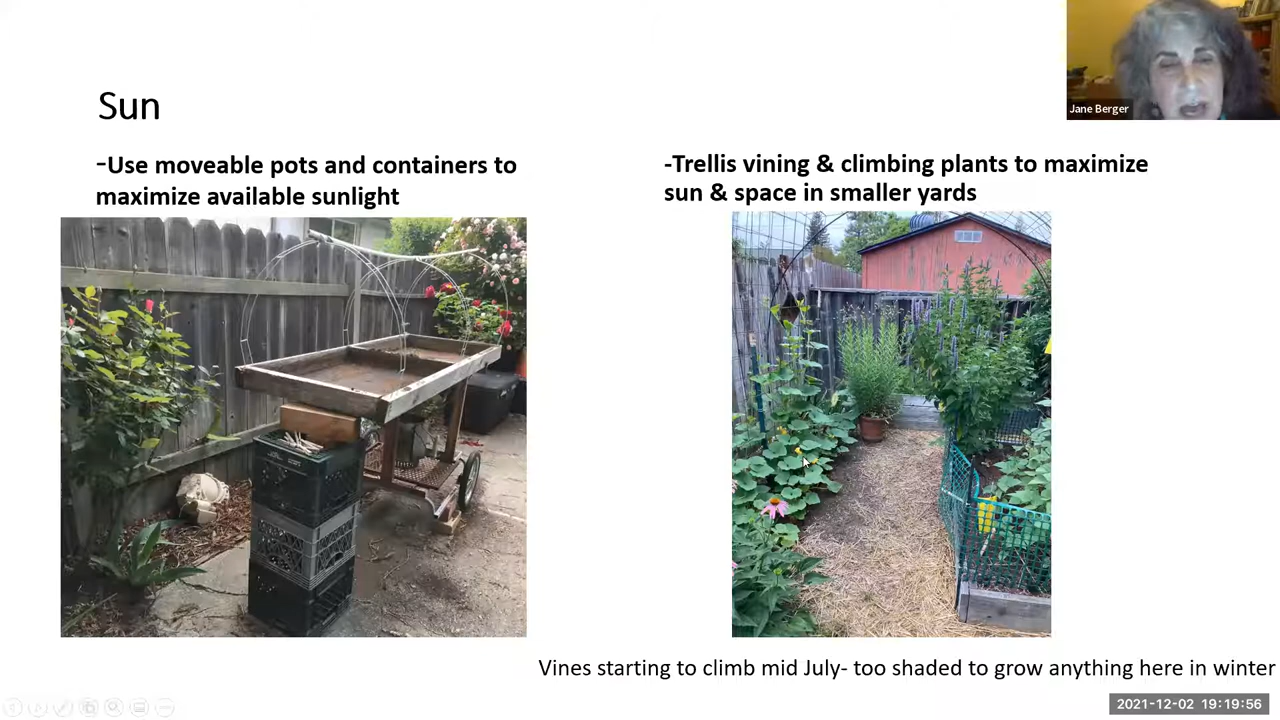 Jane Berger
Sun
-Use moveable pots and containers to
maximize available sunlight
-Trellis vining & climbing plants to maximize
sun & space in smaller yards
Vines starting to climb mid July- too shaded to grow anything here in winter
2021-12-02 19:19:56